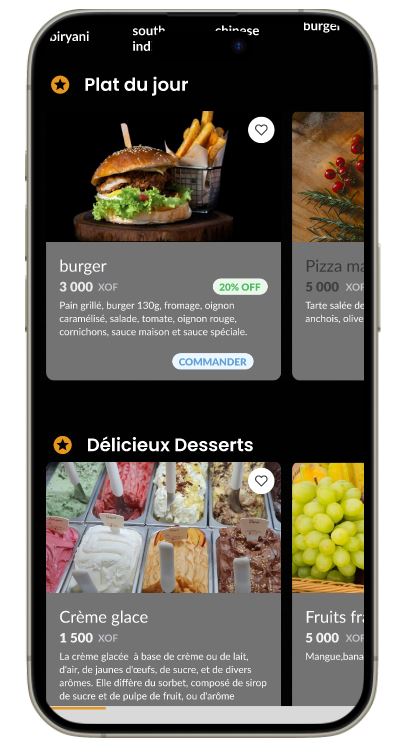 biryani
south
chinese
burger
ind
Plat du jour
burger
3 000 XOF
20% OFF
Pain grillé, burger 130g, fromage, oignon
caramélisé, salade, tomate, oignon rouge,
cornichons, sauce maison et sauce spéciale.
COMMANDER
Pizza ma
5 000 XOF
Tarte salée de
anchois, olive
Délicieux Desserts
Crème glace
1 500 XOF
La crème glacée à base de crème ou de lait,
d'air, de jaunes d'œufs, de sucre, et de divers
arômes. Elle diffère du sorbet, composé de sirop
de sucre et de pulpe de fruit, ou d'arôme
Fruits fra
5 000 XOF
Mangue,bana